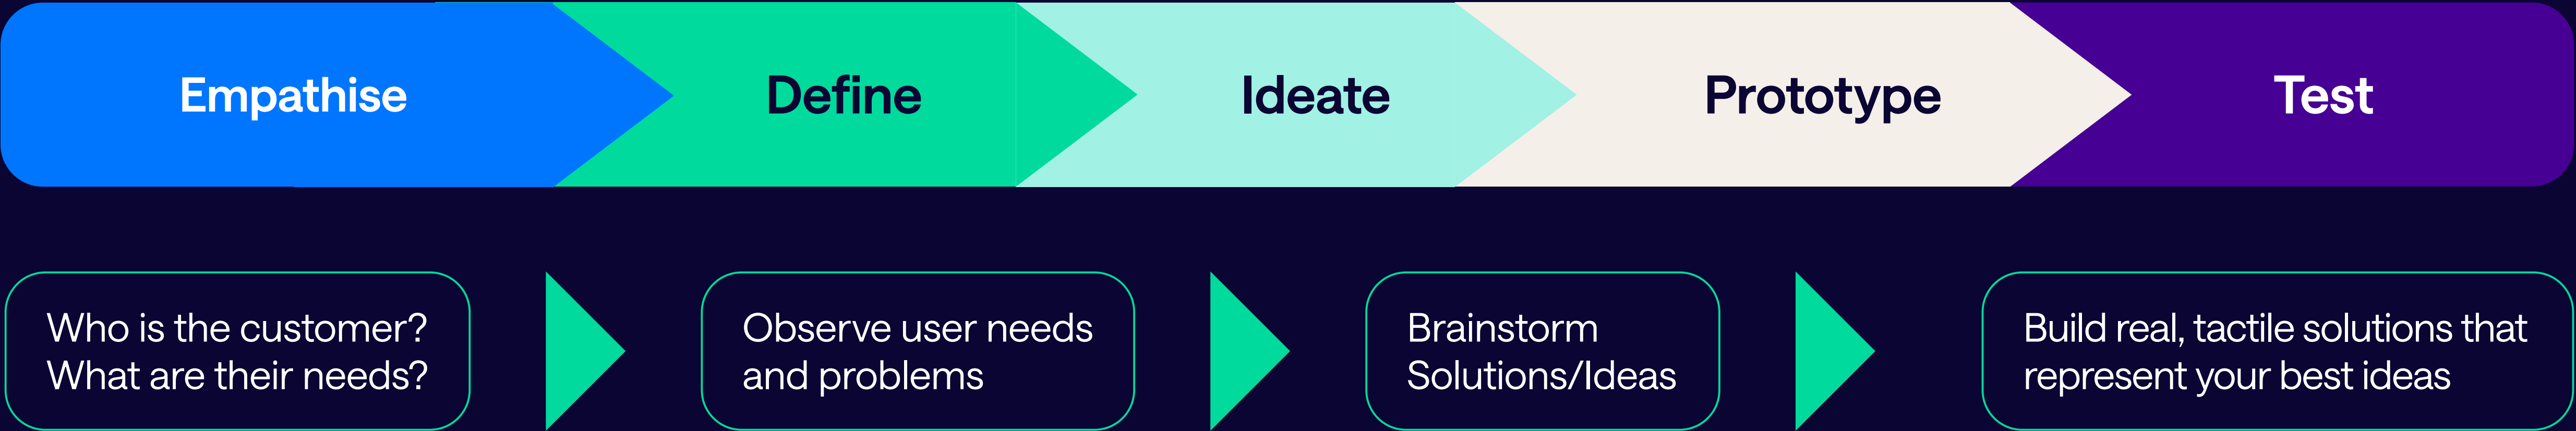 Empathise
Define
Ideate
Prototype
Test
Who is the customer?
What are their needs?
Observe user needs
and problems
Brainstorm
Solutions/Ideas
Build real, tactile solutions that
represent your best ideas